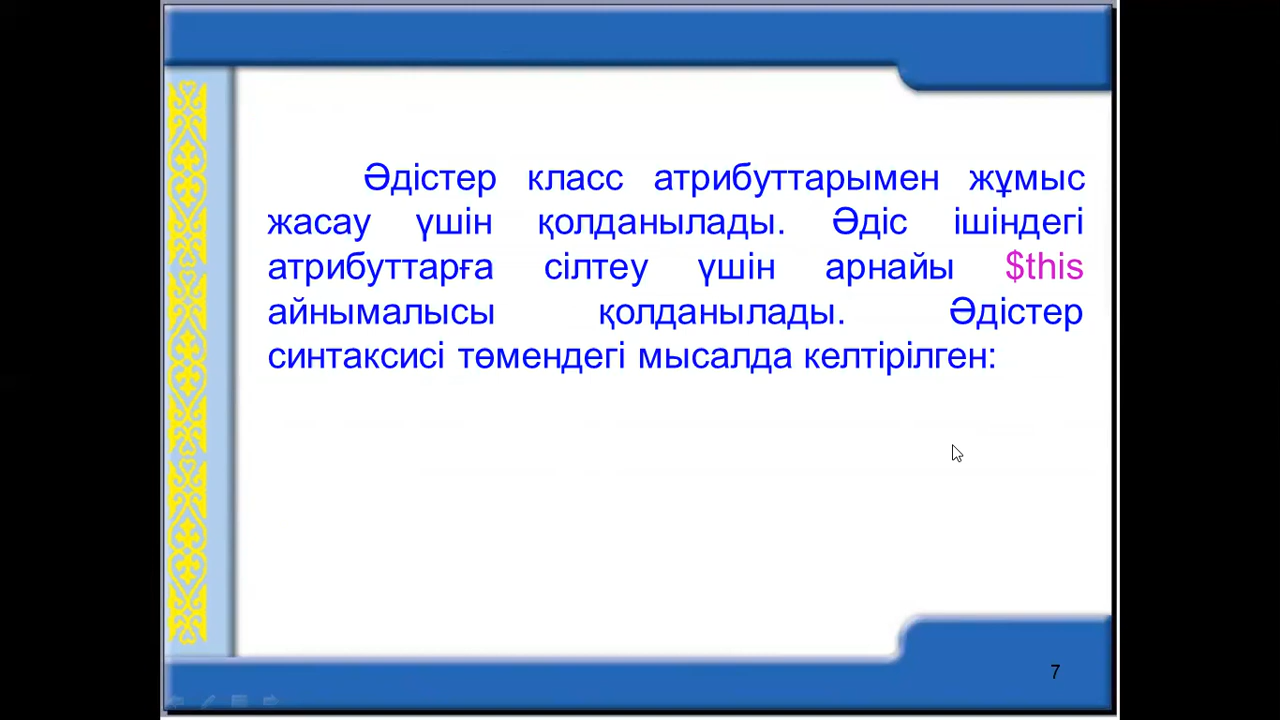 Әдістер класс атрибуттарымен жұмыс
жасау үшін қолданылады. Әдіс ішіндегі
атрибуттарға сілтеу үшін арнайы $this
айнымалысы қолданылады. Әдістер
синтаксисі төмендегі мысалда келтірілген:
7